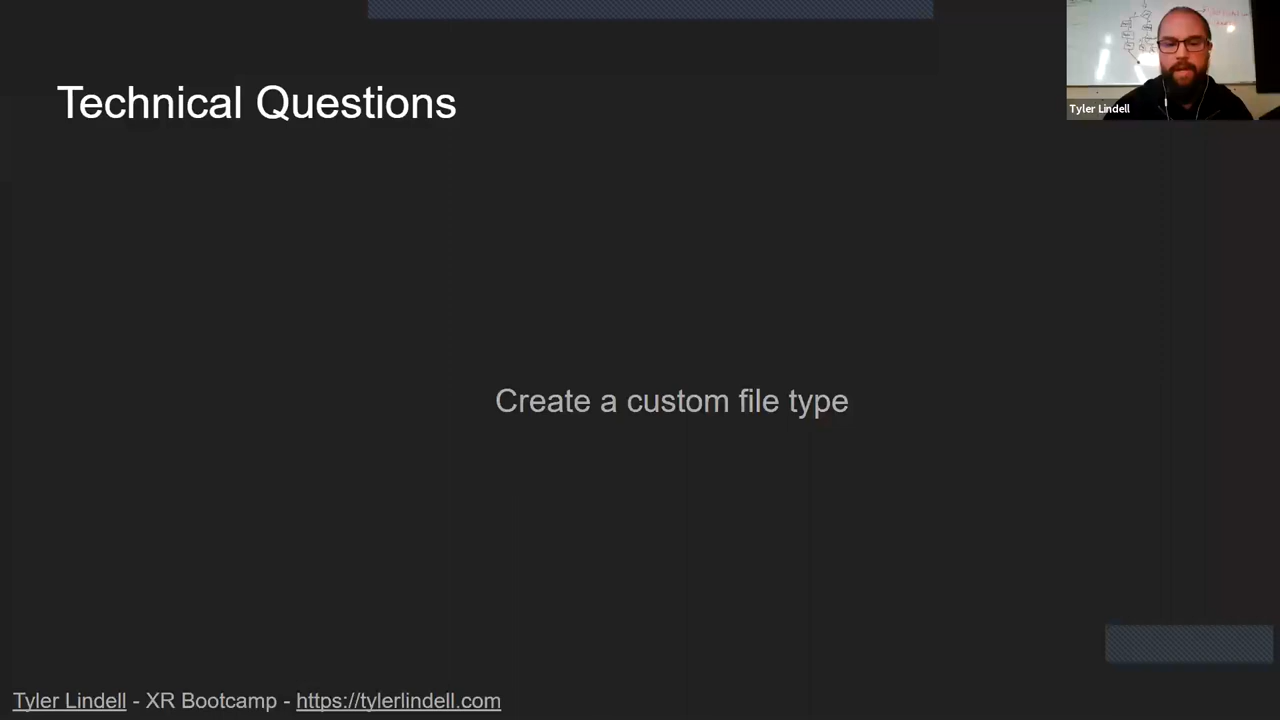 Technical Questions
Tyler Lindell
Create a custom file type
Tyler Lindell - XR Bootcamp - https://tylerlindell.com